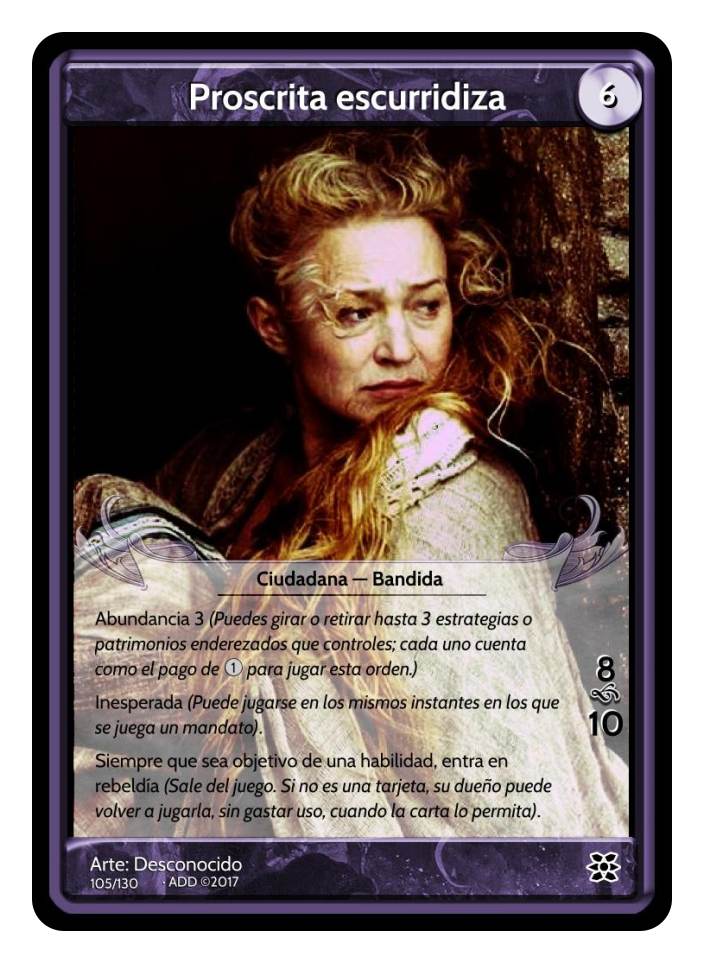 Proscrita escurridiza
6
Ciudadana — Bandida
Abundancia 3 (Puedes girar o retirar hasta 3 estrategias o
patrimonios enderezados que controles; cada uno cuenta
como el pago de 1 para jugar esta orden.)
Inesperada (Puede jugarse en los mismos instantes en los que
se juega un mandato).
Siempre que sea objetivo de una habilidad, entra en
rebeldía (Sale del juego. Si no es una tarjeta, su dueño puede
volver a jugarla, sin gastar uso, cuando la carta lo permita).
8
10
Arte: Desconocido
105/130 · ADD ©2017